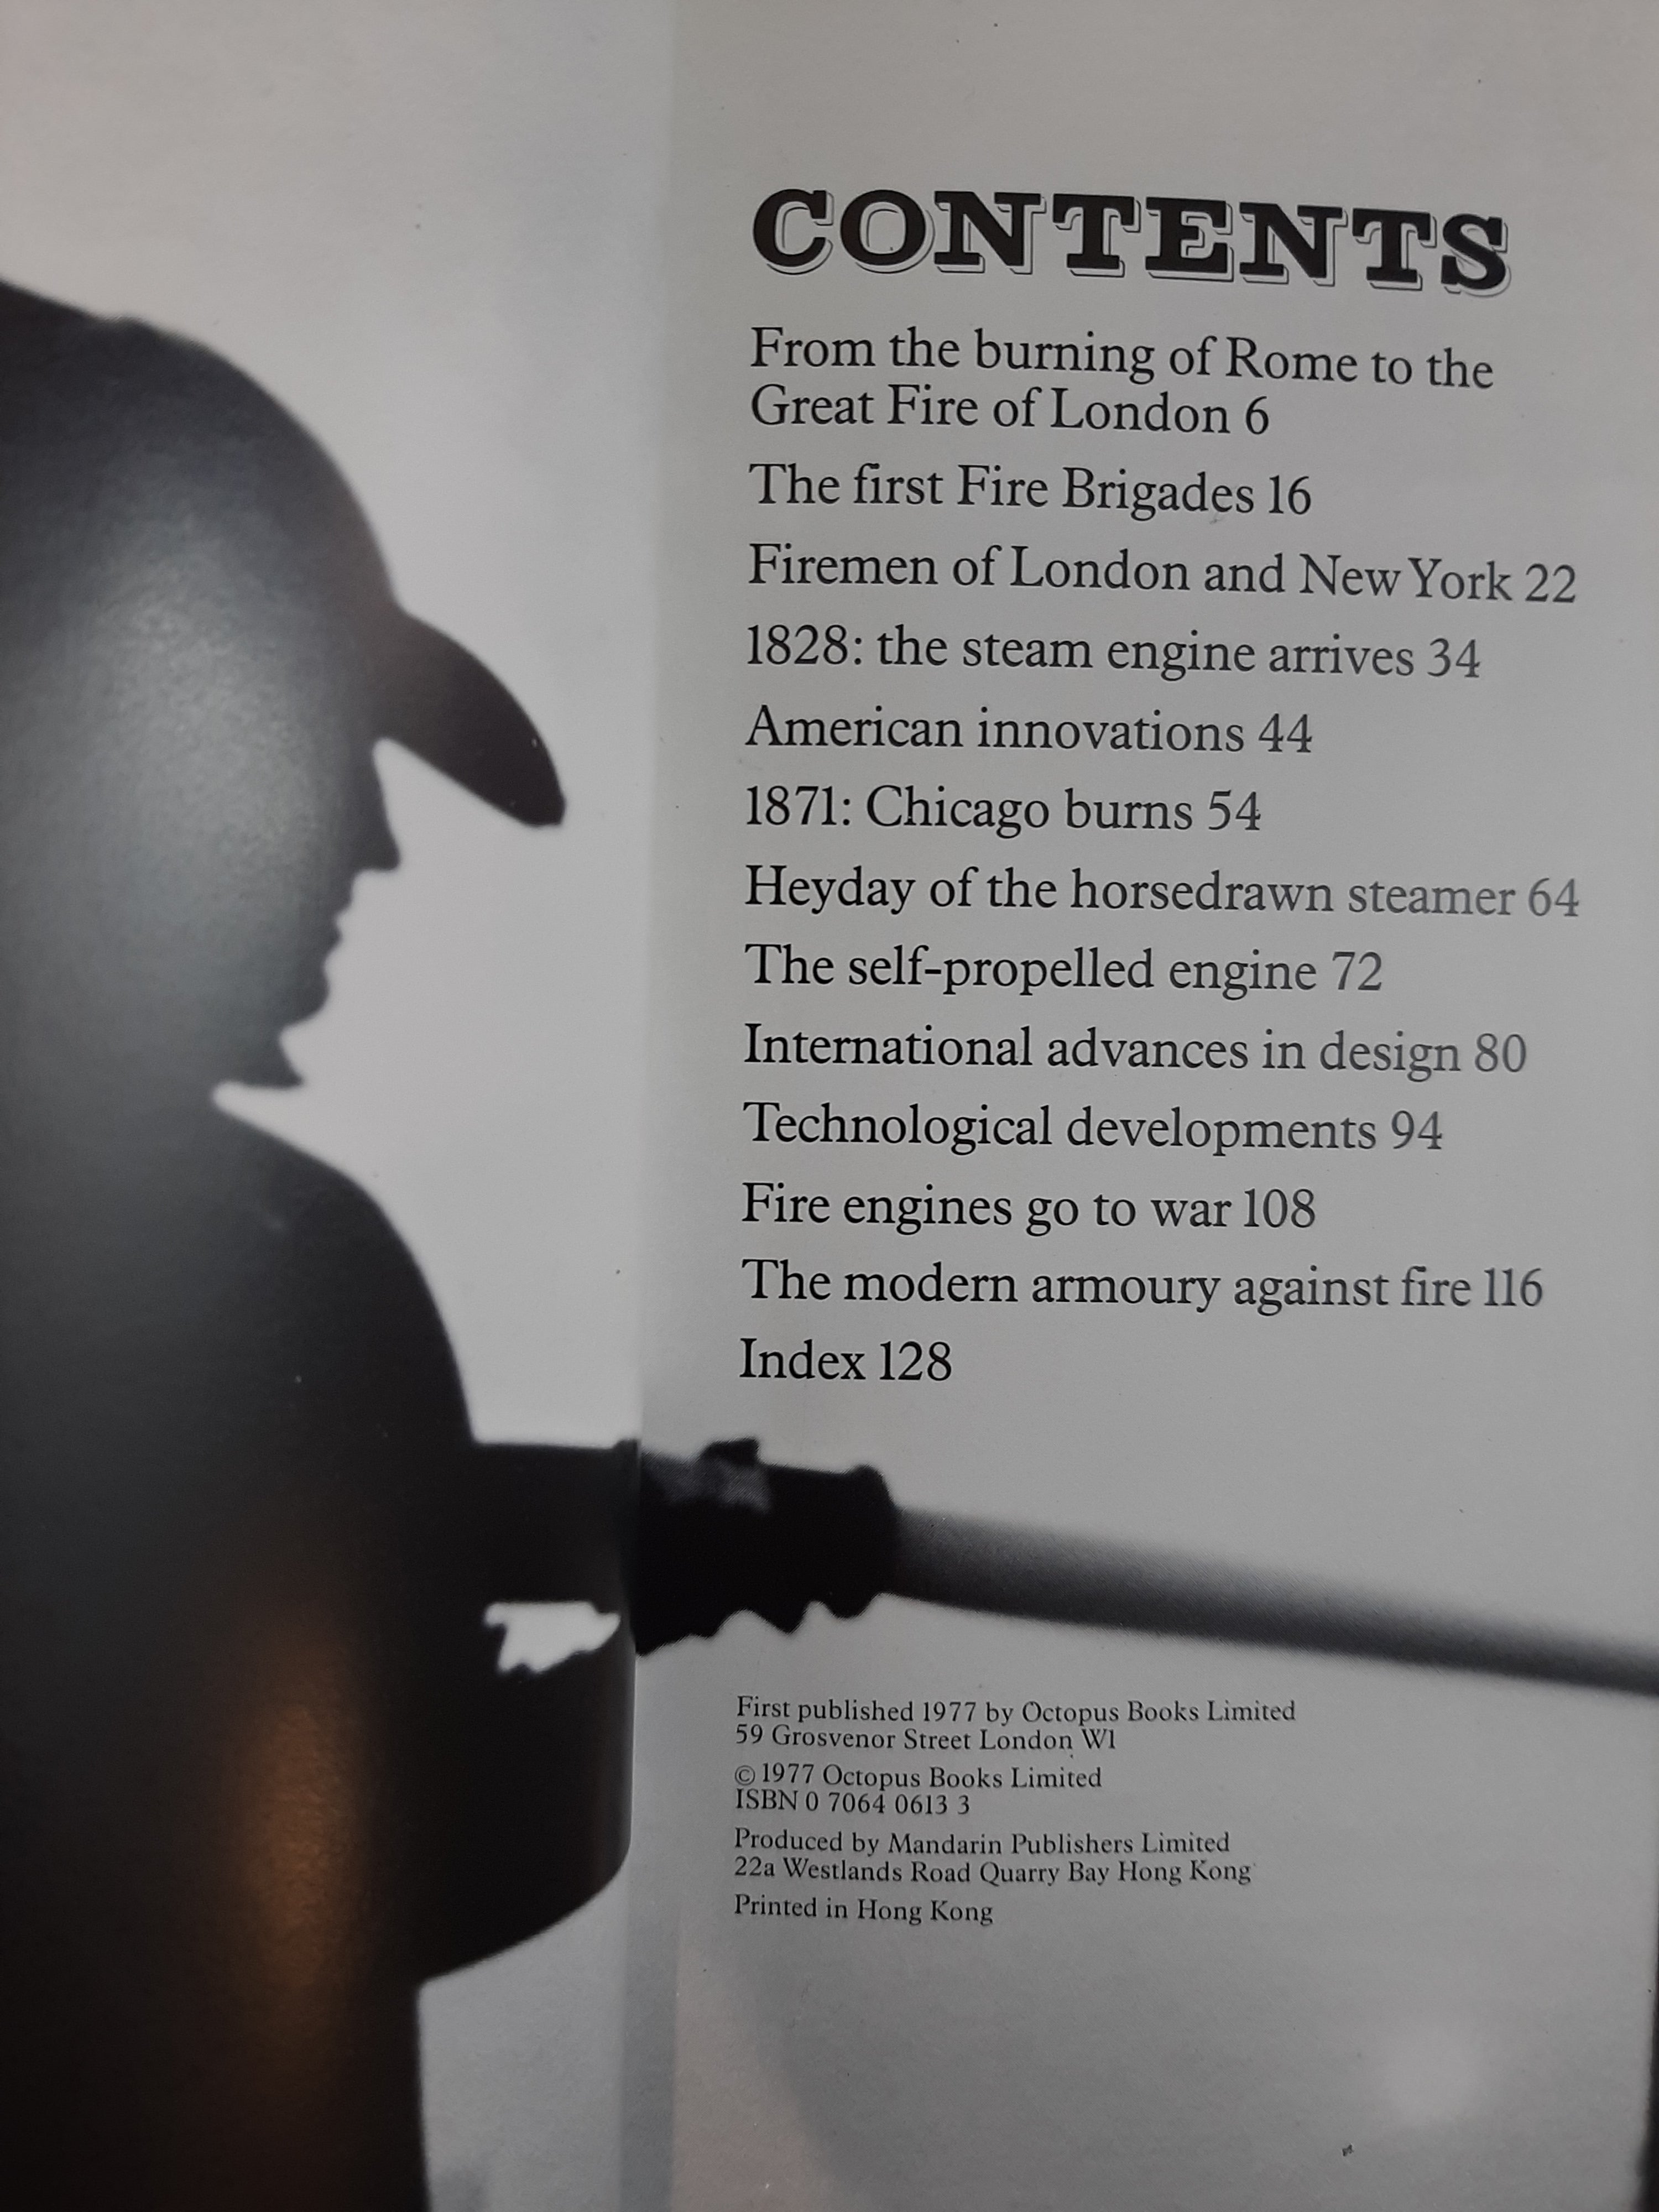 CONTENTS
From the burning of Rome to the
Great Fire of London 6
The first Fire Brigades 16
Firemen of London and New York 22
1828: the steam engine arrives 34
American innovations 44
1871: Chicago burns 54
Heyday of the horsedrawn steamer 64
The self-propelled engine 72
International advances in design 80
Technological developments 94
Fire engines go to war 108
The modern armoury against fire 116
Index 128
First published 1977 by Octopus Books Limited
59 Grosvenor Street London W1
© 1977 Octopus Books Limited
ISBN 0 7064 0613 3
Produced by Mandarin Publishers Limited
22a Westlands Road Quarry Bay Hong Kong
Printed in Hong Kong